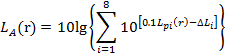 L_A(r) = 10lg{∑_{i=1}^{8} 10^{[0.1L_{pi}(r)-ΔL_i]}}